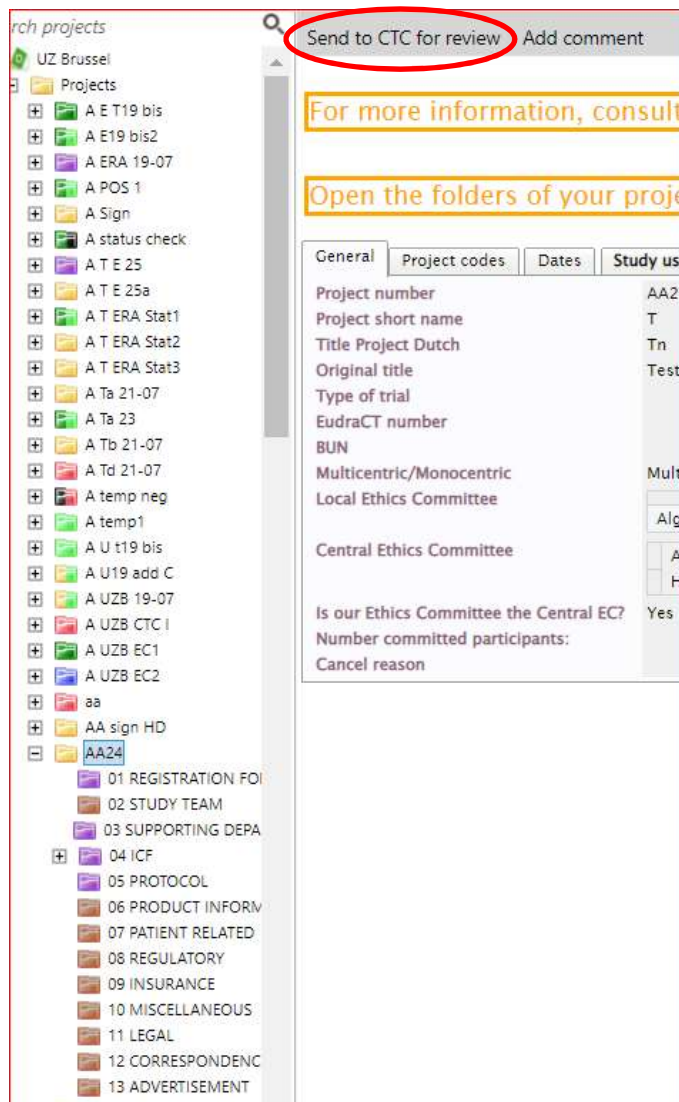 rch projects
UZ Brussel
Projects
A E T19 bis
A E19 bis2
A ERA 19-07
A POS 1
A Sign
A status check
A T E 25
A T E 25a
A T ERA Stat1
A T ERA Stat2
A T ERA Stat3
A Ta 21-07
A Ta 23
A Tb 21-07
A Td 21-07
A temp neg
A temp1
A U t19 bis
A U19 add C
A UZB 19-07
A UZB CTC I
A UZB EC1
A UZB EC2
aa
AA sign HD
AA24
01 REGISTRATION FO
02 STUDY TEAM
03 SUPPORTING DEPA
04 ICF
05 PROTOCOL
06 PRODUCT INFORM
07 PATIENT RELATED
08 REGULATORY
09 INSURANCE
10 MISCELLANEOUS
11 LEGAL
12 CORRESPONDENC
13 ADVERTISEMENT
Send to CTC for review Add comment
For more information, consult
Open the folders of your proje
General Project codes Dates Study us
Project number AA2
Project short name T
Title Project Dutch Tn
Original title Test
Type of trial
EudraCT number
BUN
Multicentric/Monocentric Mult
Local Ethics Committee
Alg
Central Ethics Committee A
H
Is our Ethics Committee the Central EC? Yes
Number committed participants:
Cancel reason